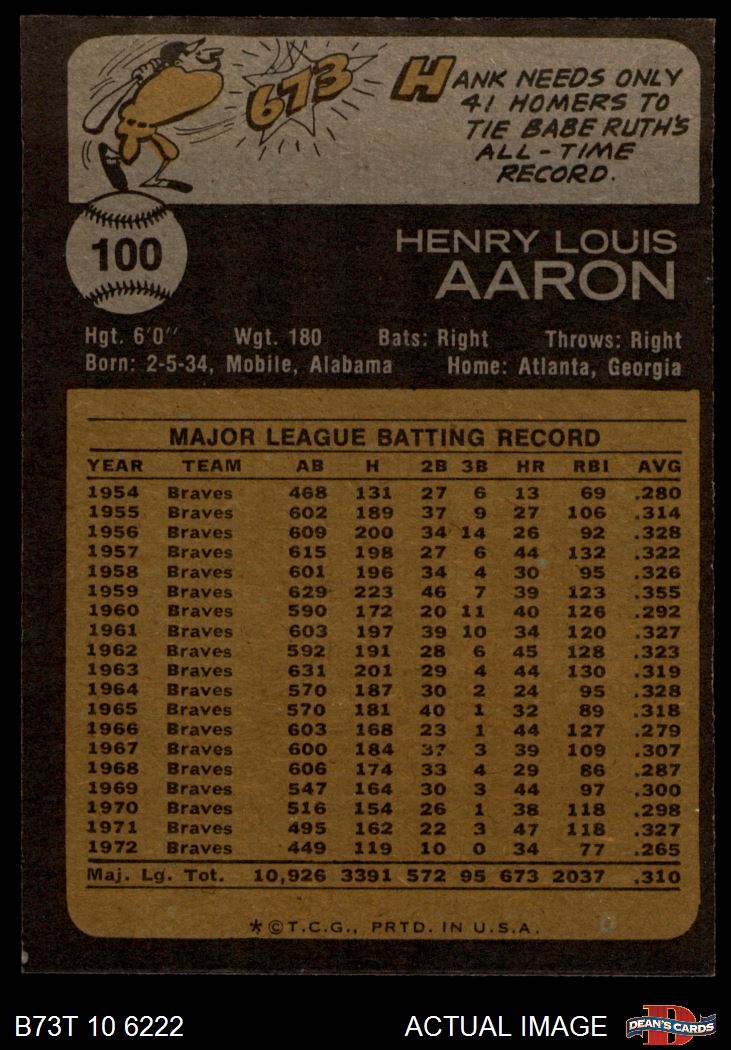 673
HANK NEEDS ONLY
41 HOMERS TO
TIE BABE RUTH'S
ALL-TIME
RECORD.
100
HENRY LOUIS
AARON
Hgt. 6'0" Wgt. 180 Bats: Right Throws: Right
Born: 2-5-34, Mobile, Alabama Home: Atlanta, Georgia
MAJOR LEAGUE BATTING RECORD
YEAR TEAM AB H 2B 3B HR RBI AVG
1954 Braves 468 131 27 6 13 69 .280
1955 Braves 602 189 37 9 27 106 .314
1956 Braves 609 200 34 14 26 92 .328
1957 Braves 615 198 27 6 44 132 .322
1958 Braves 601 196 34 4 30 95 .326
1959 Braves 629 223 46 7 39 123 .355
1960 Braves 590 172 20 11 40 126 .292
1961 Braves 603 197 39 10 34 120 .327
1962 Braves 592 191 28 6 45 128 .323
1963 Braves 631 201 29 4 44 130 .319
1964 Braves 570 187 30 2 24 95 .328
1965 Braves 570 181 40 1 32 89 .318
1966 Braves 603 168 23 1 44 127 .279
1967 Braves 600 184 37 3 39 109 .307
1968 Braves 606 174 33 4 29 86 .287
1969 Braves 547 164 30 3 44 97 .300
1970 Braves 516 154 26 1 38 118 .298
1971 Braves 495 162 22 3 47 118 .327
1972 Braves 449 119 10 0 34 77 .265
Maj. Lg. Tot. 10,926 3391 572 95 673 2037 .310
*©T.C.G., PRTD. IN U.S.A. D
B73T 10 6222 ACTUAL IMAGE DEAN'S CARDS